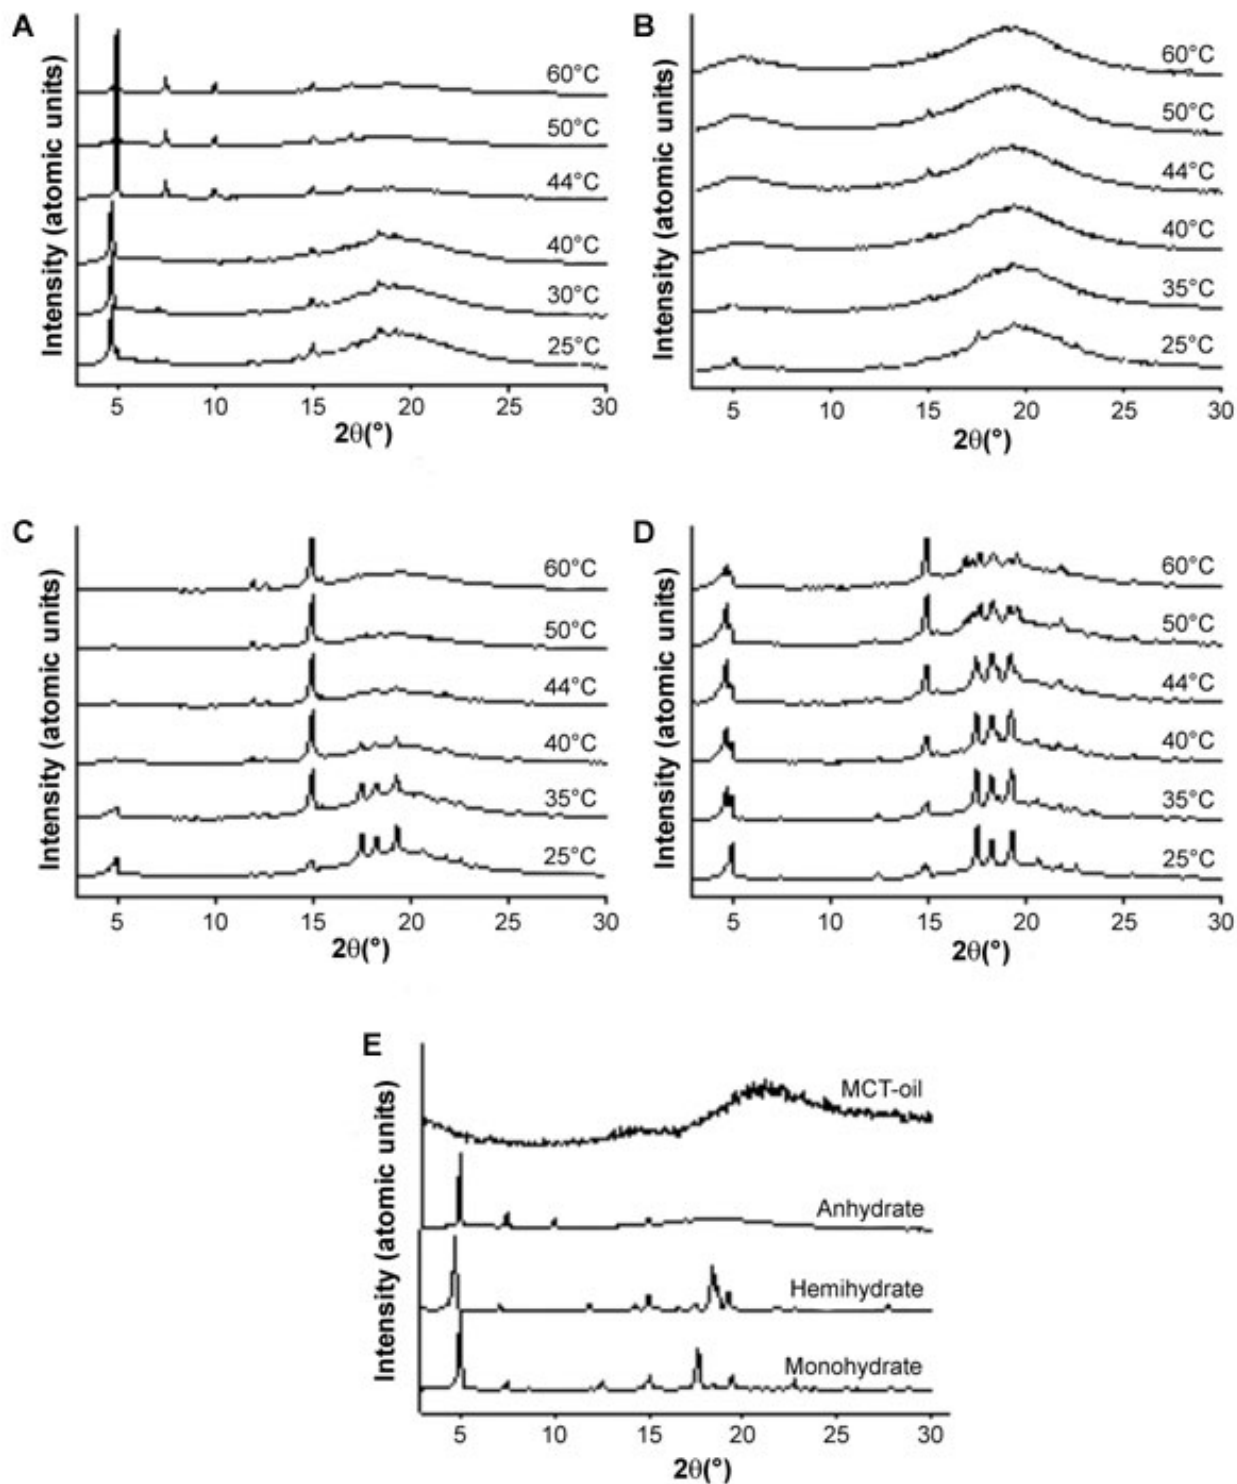 A
Intensity (atomic units)
60°C
50°C
44°C
40°C
30°C
25°C
5 10 15 20 25 30
2θ(°)
B
Intensity (atomic units)
60°C
50°C
44°C
40°C
35°C
25°C
5 10 15 20 25 30
2θ(°)
C
Intensity (atomic units)
60°C
50°C
44°C
40°C
35°C
25°C
5 10 15 20 25 30
2θ(°)
D
Intensity (atomic units)
60°C
50°C
44°C
40°C
35°C
25°C
5 10 15 20 25 30
2θ(°)
E
Intensity (atomic units)
MCT-oil
Anhydrate
Hemihydrate
Monohydrate
5 10 15 20 25 30
2θ(°)